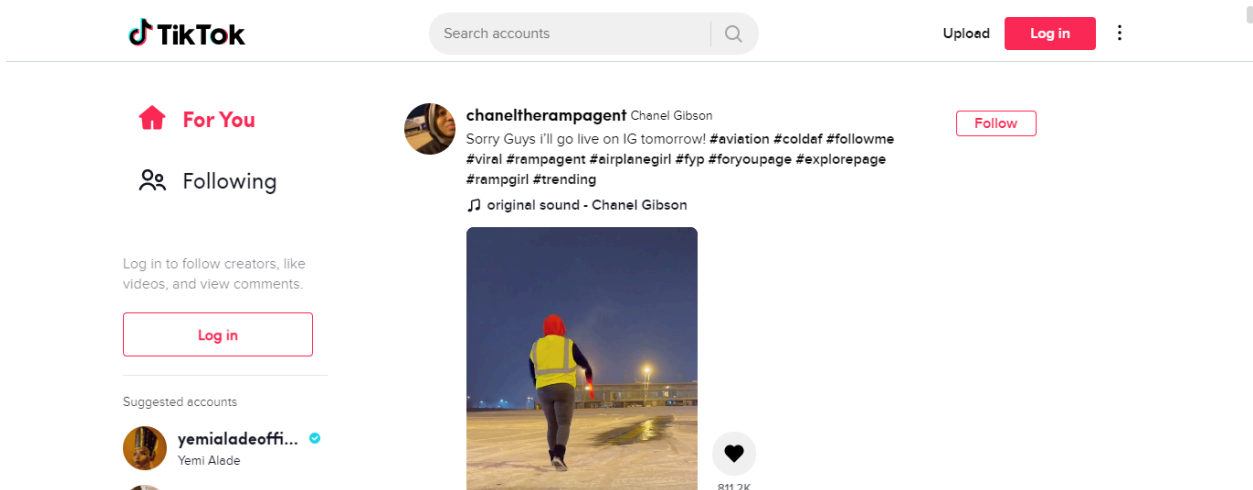 TikTok
Search accounts
Upload
Log in
For You
Following
Log in to follow creators, like
videos, and view comments.
Log in
Suggested accounts
yemialadeoffi...
Yemi Alade
chaneltherampagent Chanel Gibson
Follow
Sorry Guys i’ll go live on IG tomorrow! #aviation #coldaf #followme
#viral #rampagent #airplanegirl #fyp #foryoupage #explorepage
#rampgirl #trending
original sound - Chanel Gibson
811.2K